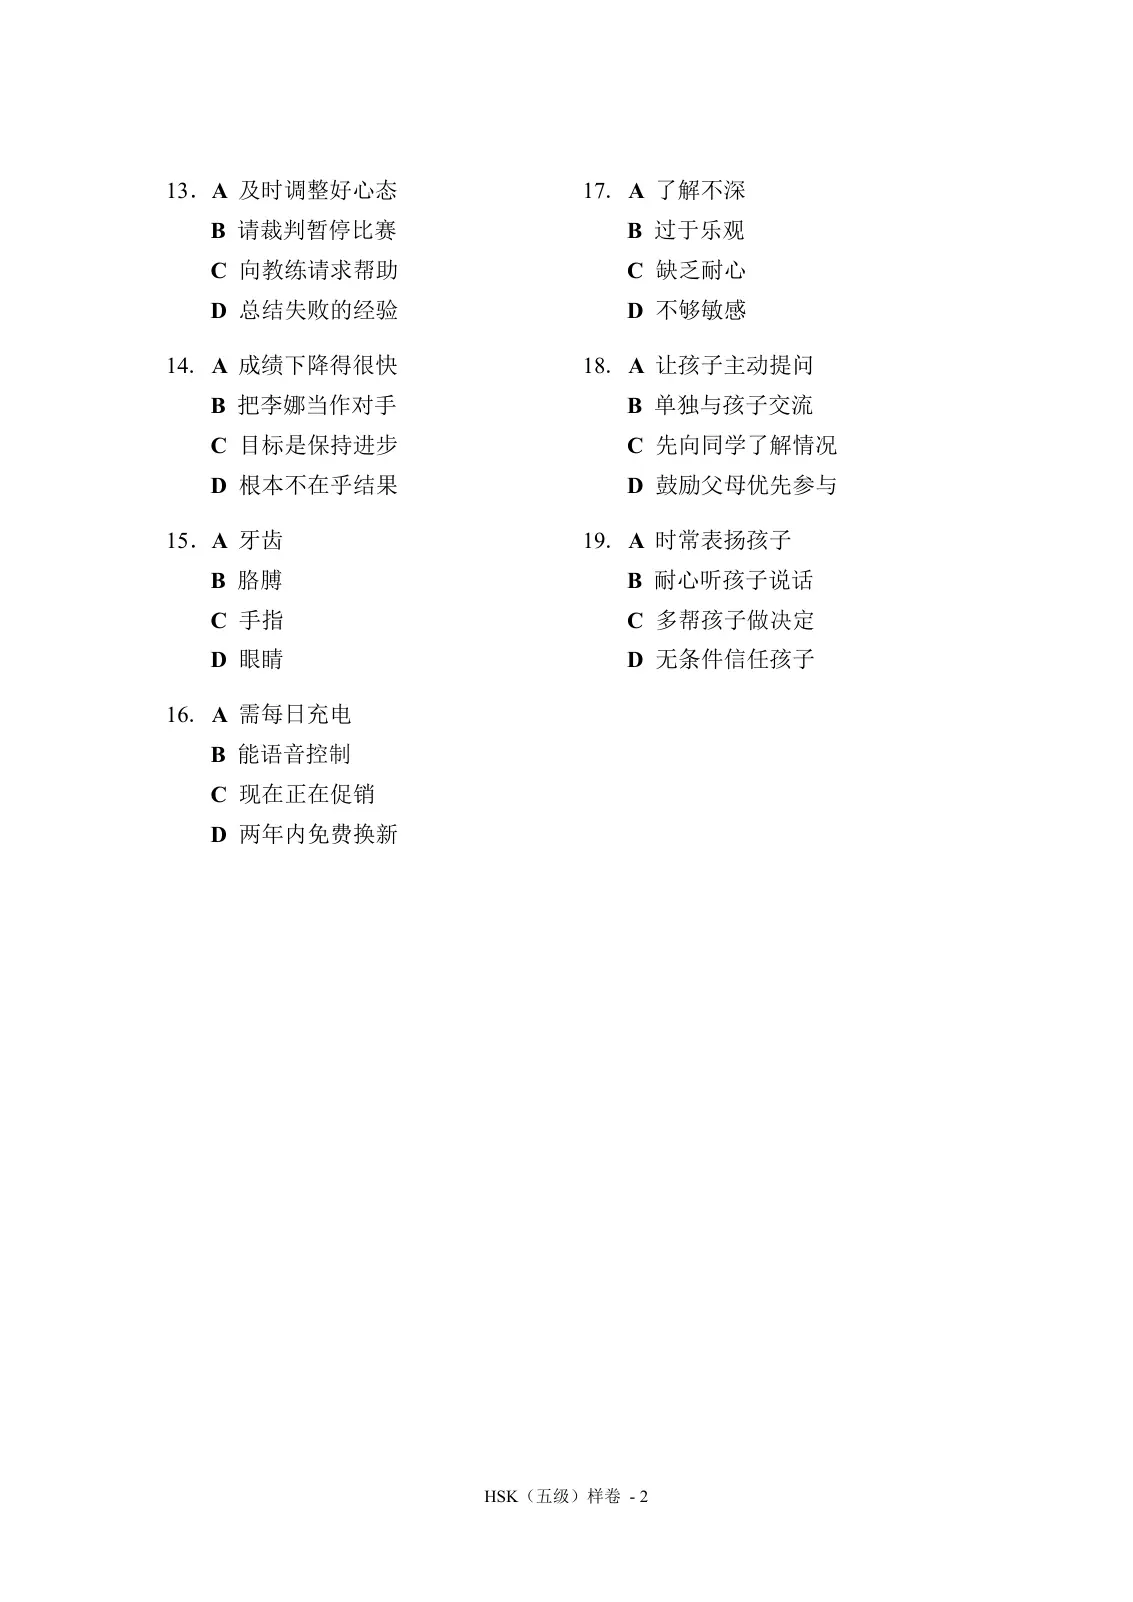 13. A 及时调整好心态
B 请裁判暂停比赛
C 向教练请求帮助
D 总结失败的经验
14. A 成绩下降得很快
B 把李娜当作对手
C 目标是保持进步
D 根本不在乎结果
15. A 牙齿
B 胳膊
C 手指
D 眼睛
16. A 需每日充电
B 能语音控制
C 现在正在促销
D 两年内免费换新
17. A 了解不深
B 过于乐观
C 缺乏耐心
D 不够敏感
18. A 让孩子主动提问
B 单独与孩子交流
C 先向同学了解情况
D 鼓励父母优先参与
19. A 时常表扬孩子
B 耐心听孩子说话
C 多帮孩子做决定
D 无条件信任孩子
HSK（五级）样卷 - 2